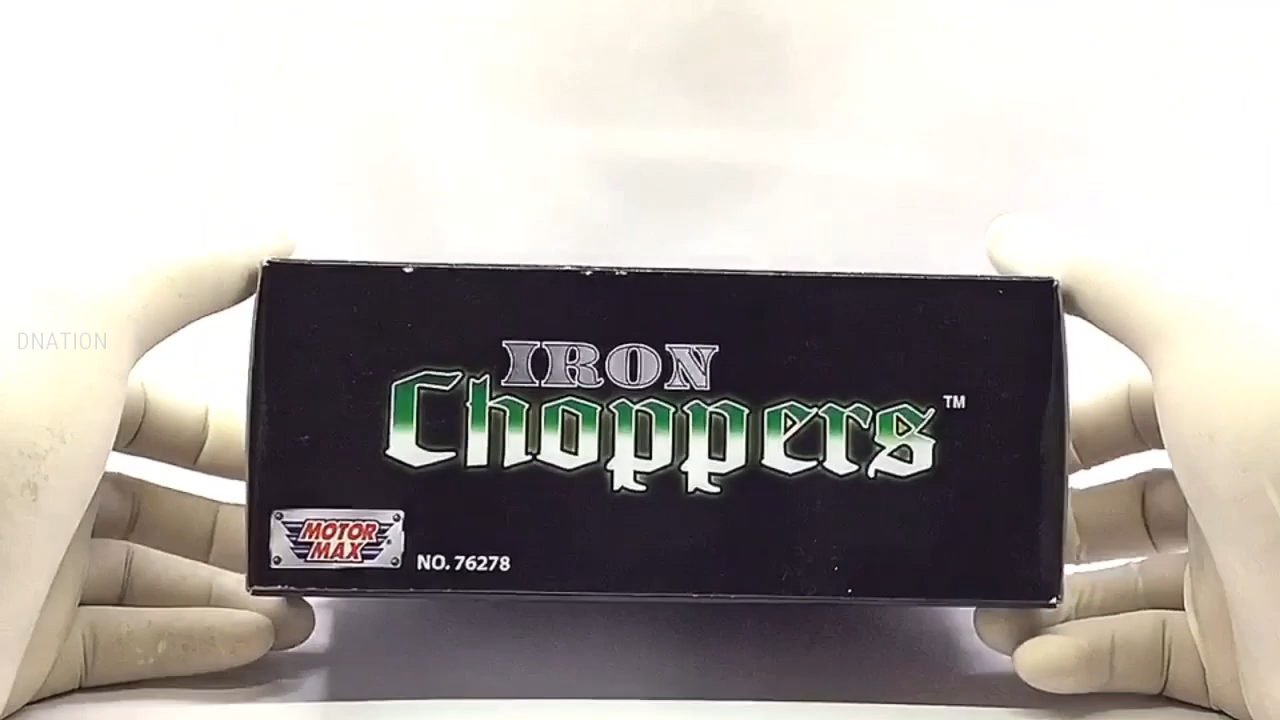 DNATION
IRON
Choppers™
MOTOR
MAX®
NO. 76278